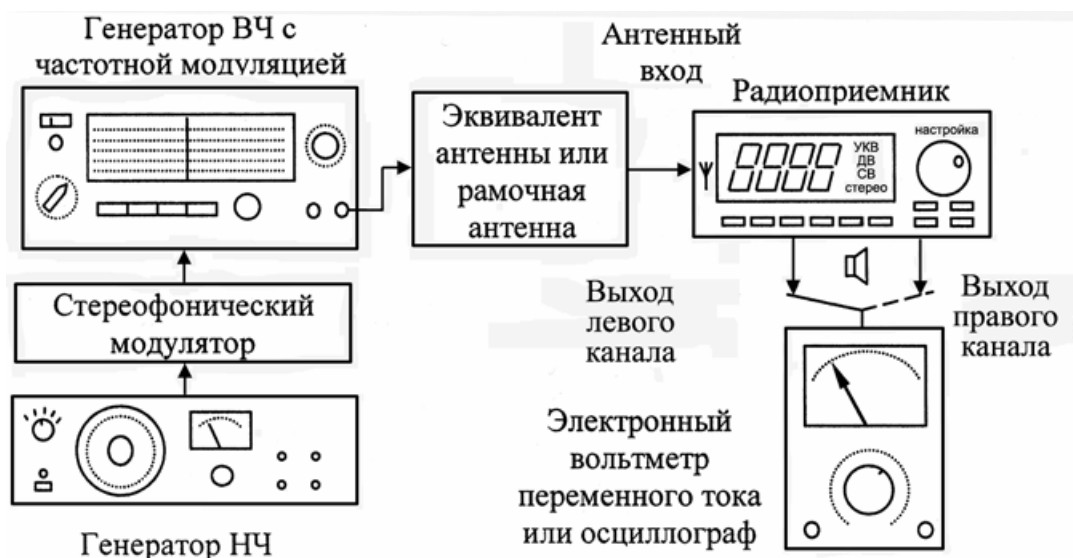 Генератор ВЧ с
частотной модуляцией
Антенный
вход
Радиоприемник
Эквивалент
антенны или
рамочная
антенна
настройка
УКВ
ДВ
СВ
стерео
Стереофонический
модулятор
Выход
левого
канала
Выход
правого
канала
Электронный
вольтметр
переменного тока
или осциллограф
Генератор НЧ